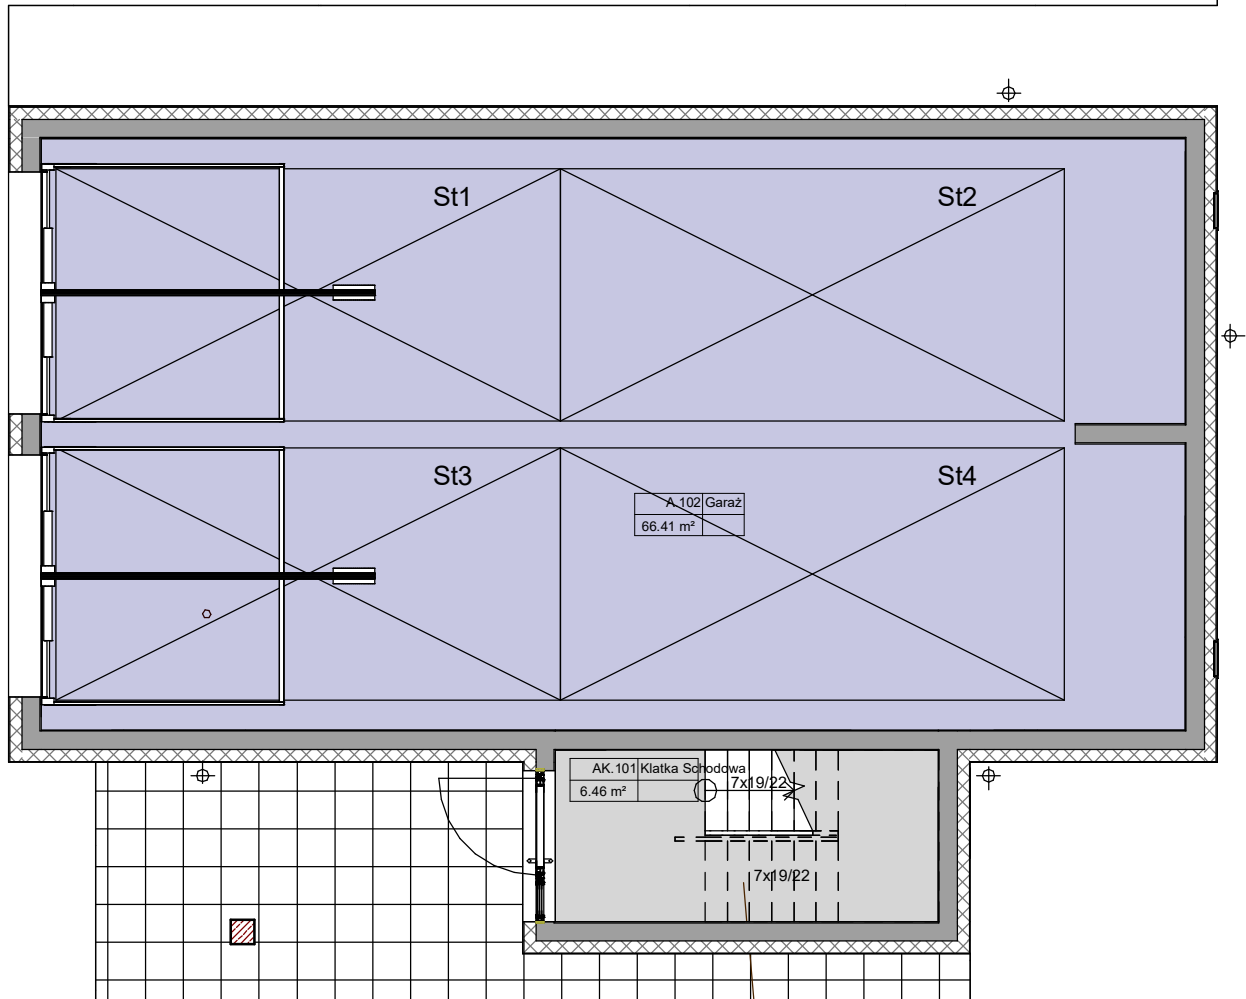 St1
St2
St3
St4
A.102 Garaż
66.41 m²
AK.101 Klatka Schodowa
6.46 m²
7x19/22
7x19/22